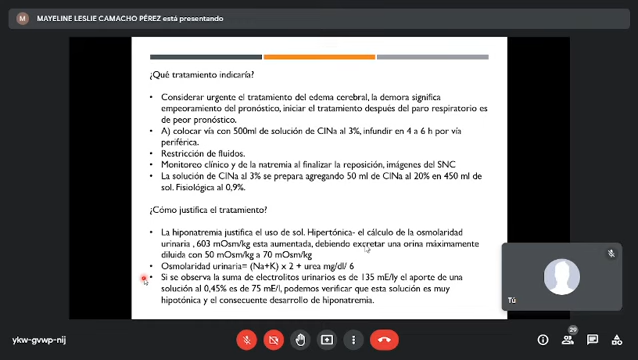 M MAYELINE LESLIE CAMACHO PÉREZ está presentando
¿Qué tratamiento indicaría?
• Considerar urgente el tratamiento del edema cerebral, la demora significa
empeoramiento del pronóstico, iniciar el tratamiento después del paro respiratorio es
de peor pronóstico.
• A) colocar vía con 500ml de solución de ClNa al 3%, infundir en 4 a 6 h por vía
periférica.
• Restricción de fluidos.
• Monitoreo clínico y de la natremia al finalizar la reposición, imágenes del SNC
• La solución de ClNa al 3% se prepara agregando 50 ml de ClNa al 20% en 450 ml de
sol. Fisiológica al 0,9%.
¿Cómo justifica el tratamiento?
• La hiponatremia justifica el uso de sol. Hipertónica- el cálculo de la osmolaridad
urinaria , 603 mOsm/kg esta aumentada, debiendo excretar una orina máximamente
diluida con 50 mOsm/kg a 70 mOsm/kg
• Osmolaridad urinaria= (Na+K) x 2 + urea mg/dl/ 6
• Si se observa la suma de electrolitos urinarios es de 135 mE/ly el aporte de una
solución al 0,45% es de 75 mE/l, podemos verificar que esta solución es muy
hipotónica y el consecuente desarrollo de hiponatremia.
Tú
ykw-gvwp-nij
29